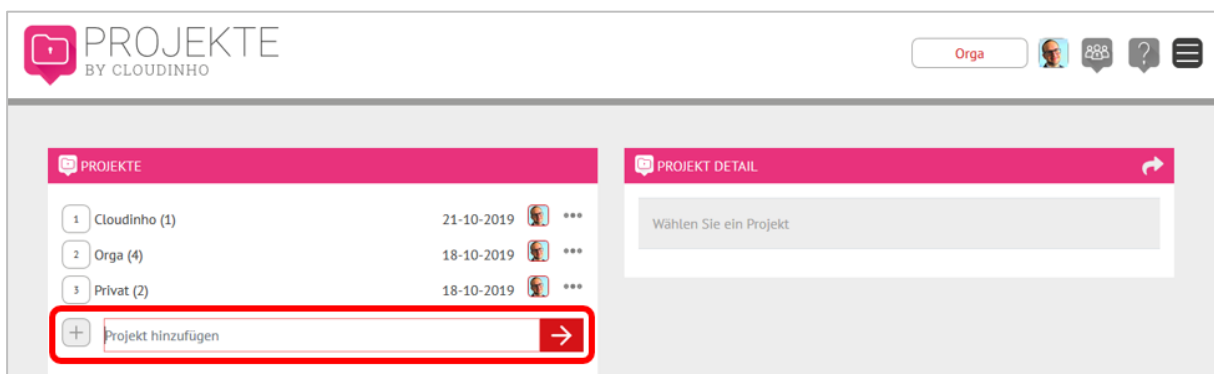 PROJEKTE
BY CLOUDINHO
Orga
PROJEKTE
1 Cloudinho (1) 21-10-2019
2 Orga (4) 18-10-2019
3 Privat (2) 18-10-2019
Projekt hinzufügen
PROJEKT DETAIL
Wählen Sie ein Projekt